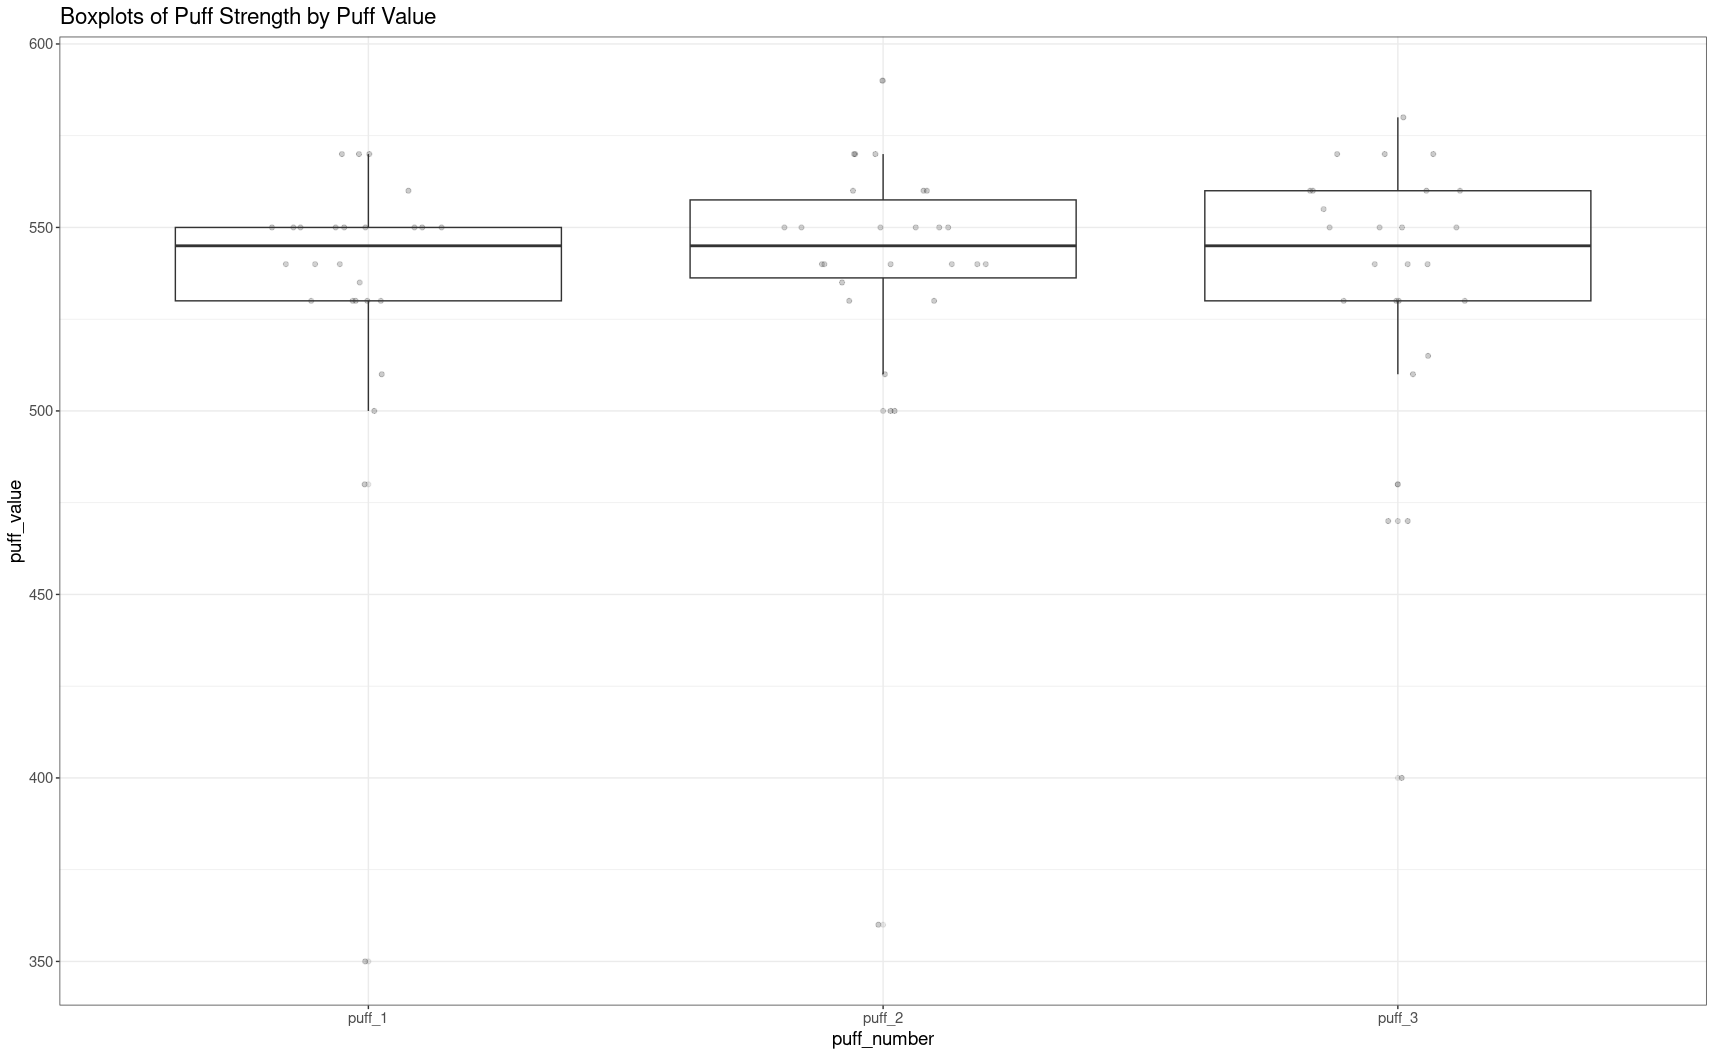 Boxplots of Puff Strength by Puff Value
600
550
500
450
400
350
puff_value
puff_1
puff_2
puff_3
puff_number